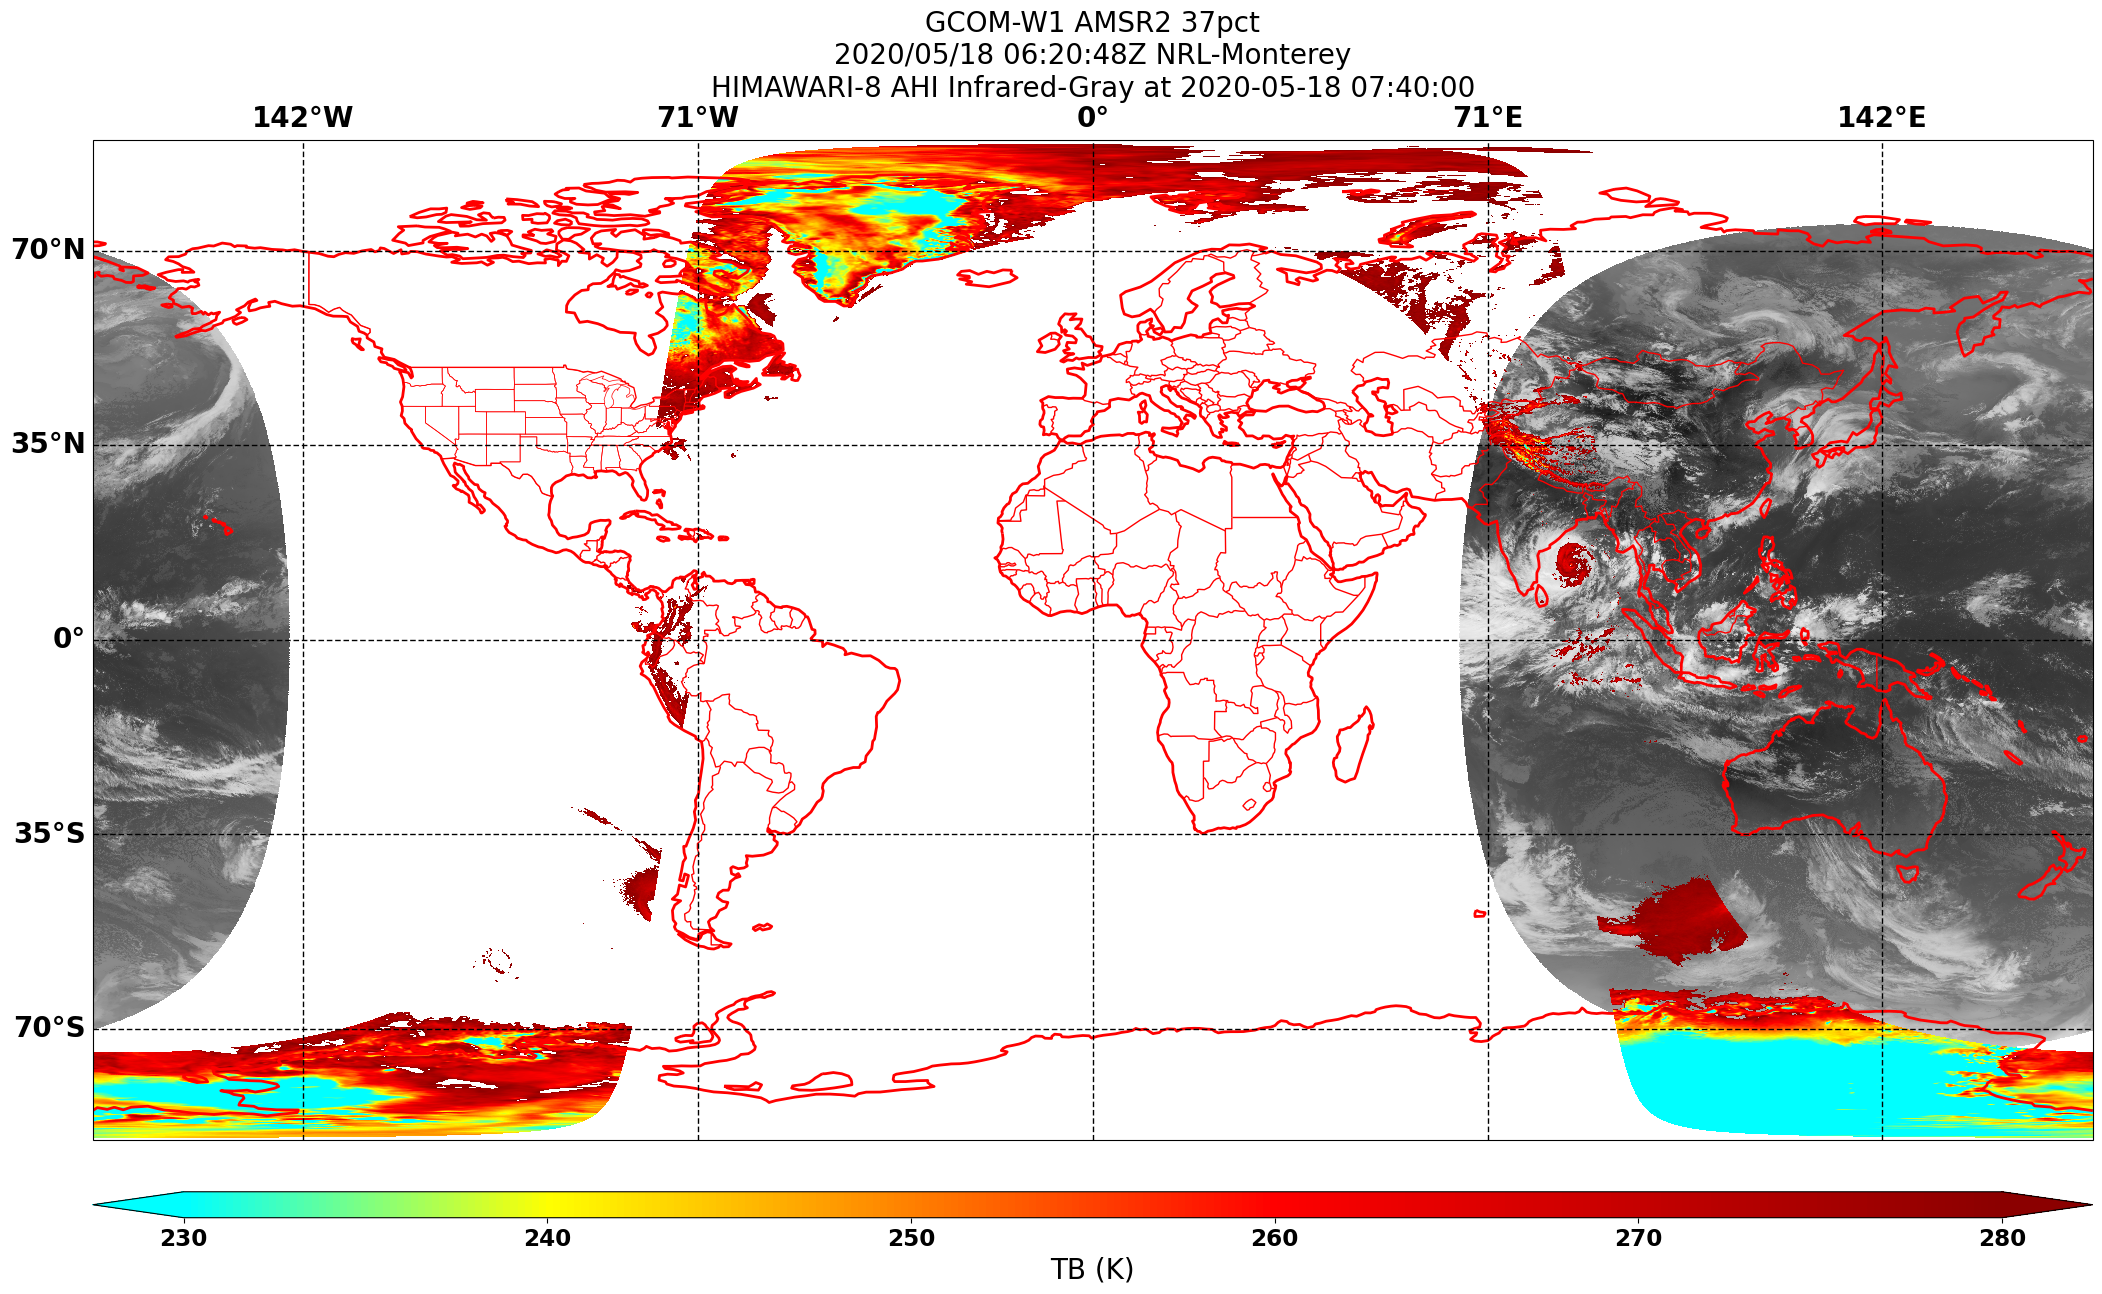 GCOM-W1 AMSR2 37pct
2020/05/18 06:20:48Z NRL-Monterey
HIMAWARI-8 AHI Infrared-Gray at 2020-05-18 07:40:00
142°W 71°W 0° 71°E 142°E
70°N
35°N
0°
35°S
70°S
230 240 250 260 270 280
TB (K)